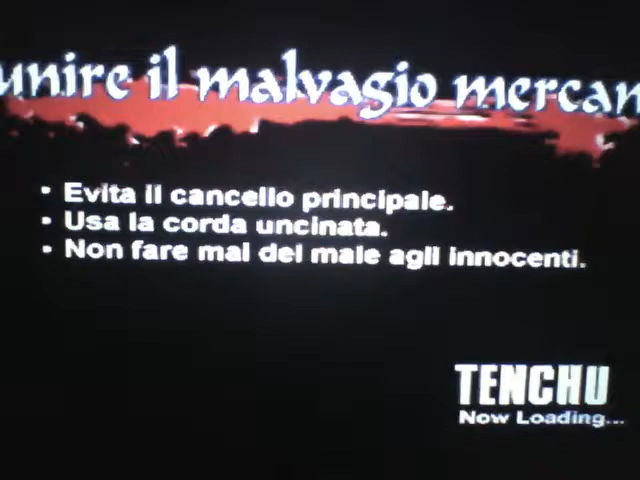 unire il malvagio mercan
• Evita il cancello principale.
• Usa la corda uncinata.
• Non fare mai del male agli innocenti.
TENCHU
Now Loading...